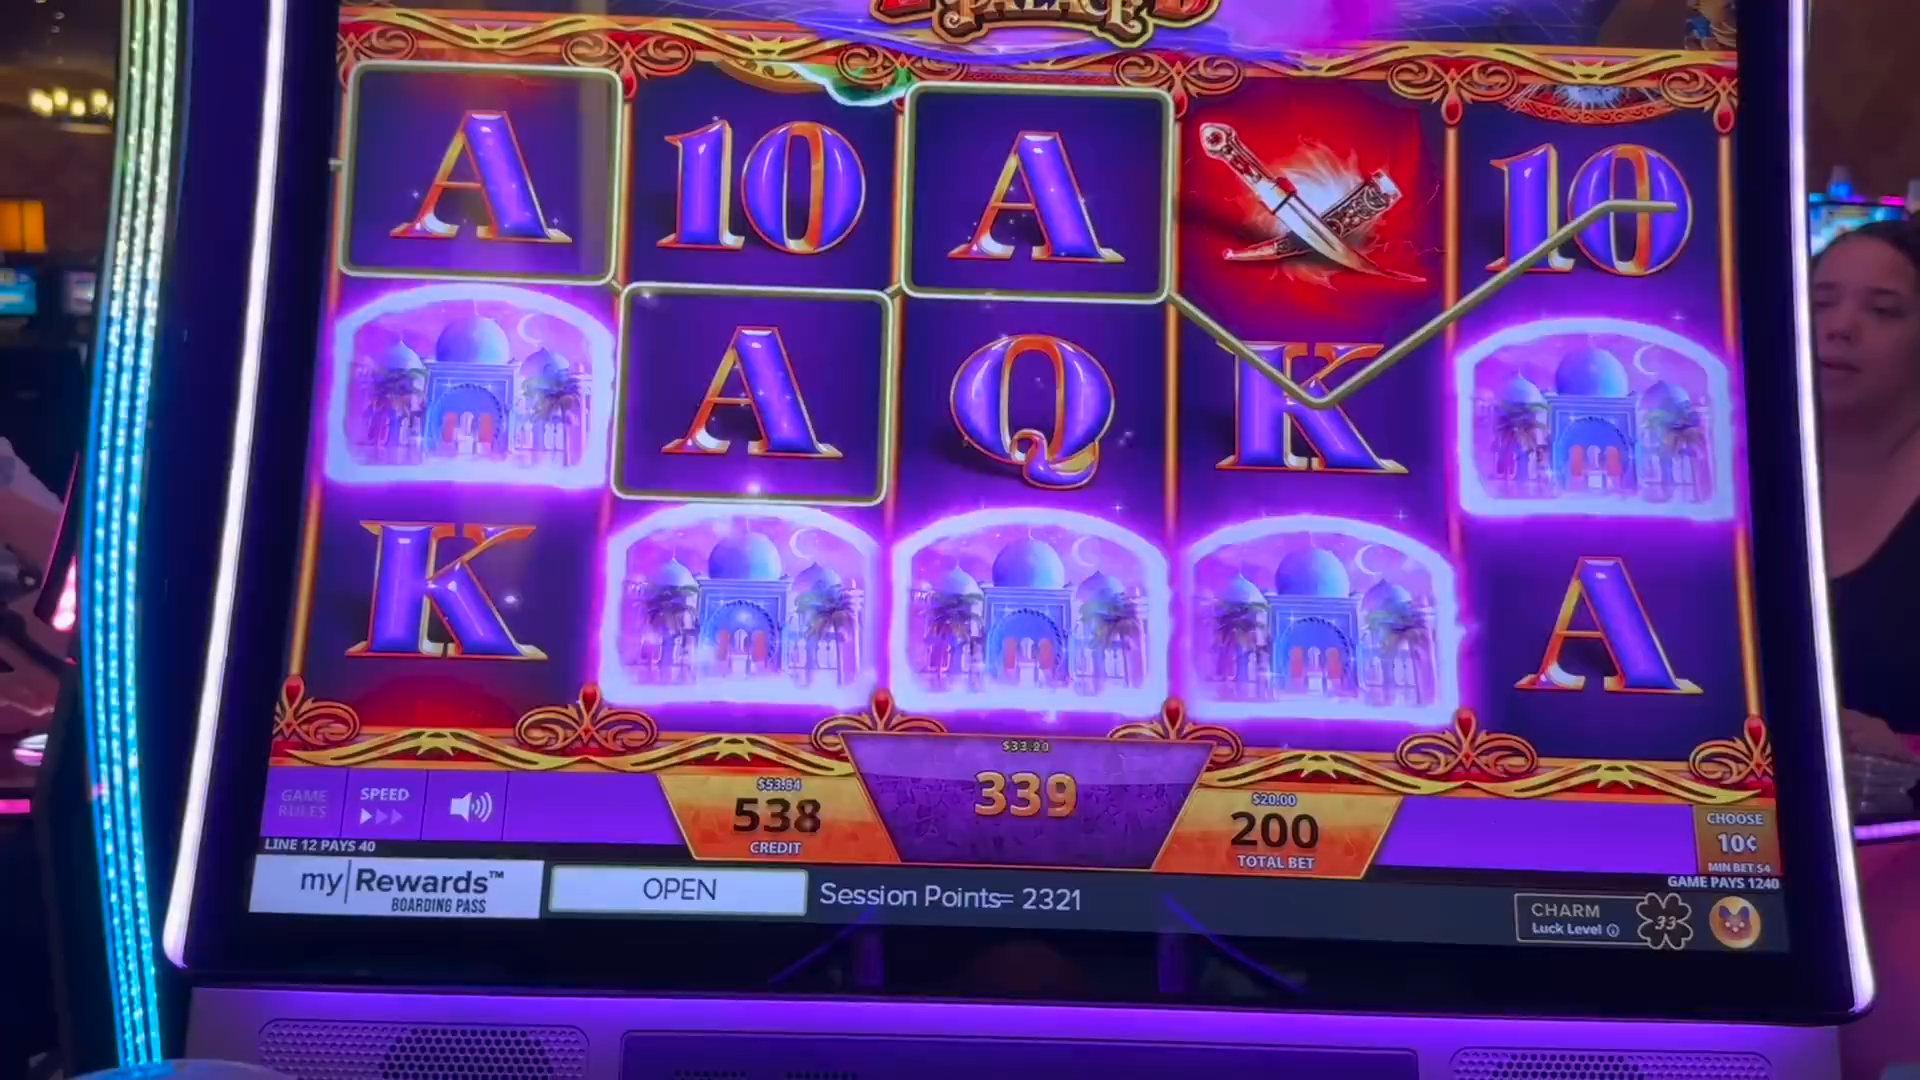 PALACE
A 10 A 10
A Q K
K A
$33.90
339
$53.84
538
CREDIT
$20.00
200
TOTAL BET
GAME
RULES
SPEED
CHOOSE
10¢
MIN BET $4
LINE 12 PAYS 40
GAME PAYS 1240
my|Rewards™
BOARDING PASS
OPEN
Session Points= 2321
CHARM
Luck Level
33